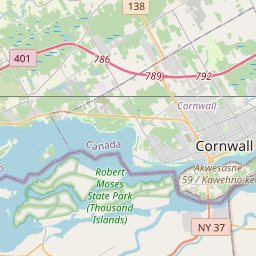 138
786
401
789
792
Cornwall
Canada
Cornwall
Robert
Moses
State Park
(Thousand
Islands)
Akwesasne
59 / Kawehno:ke
NY 37